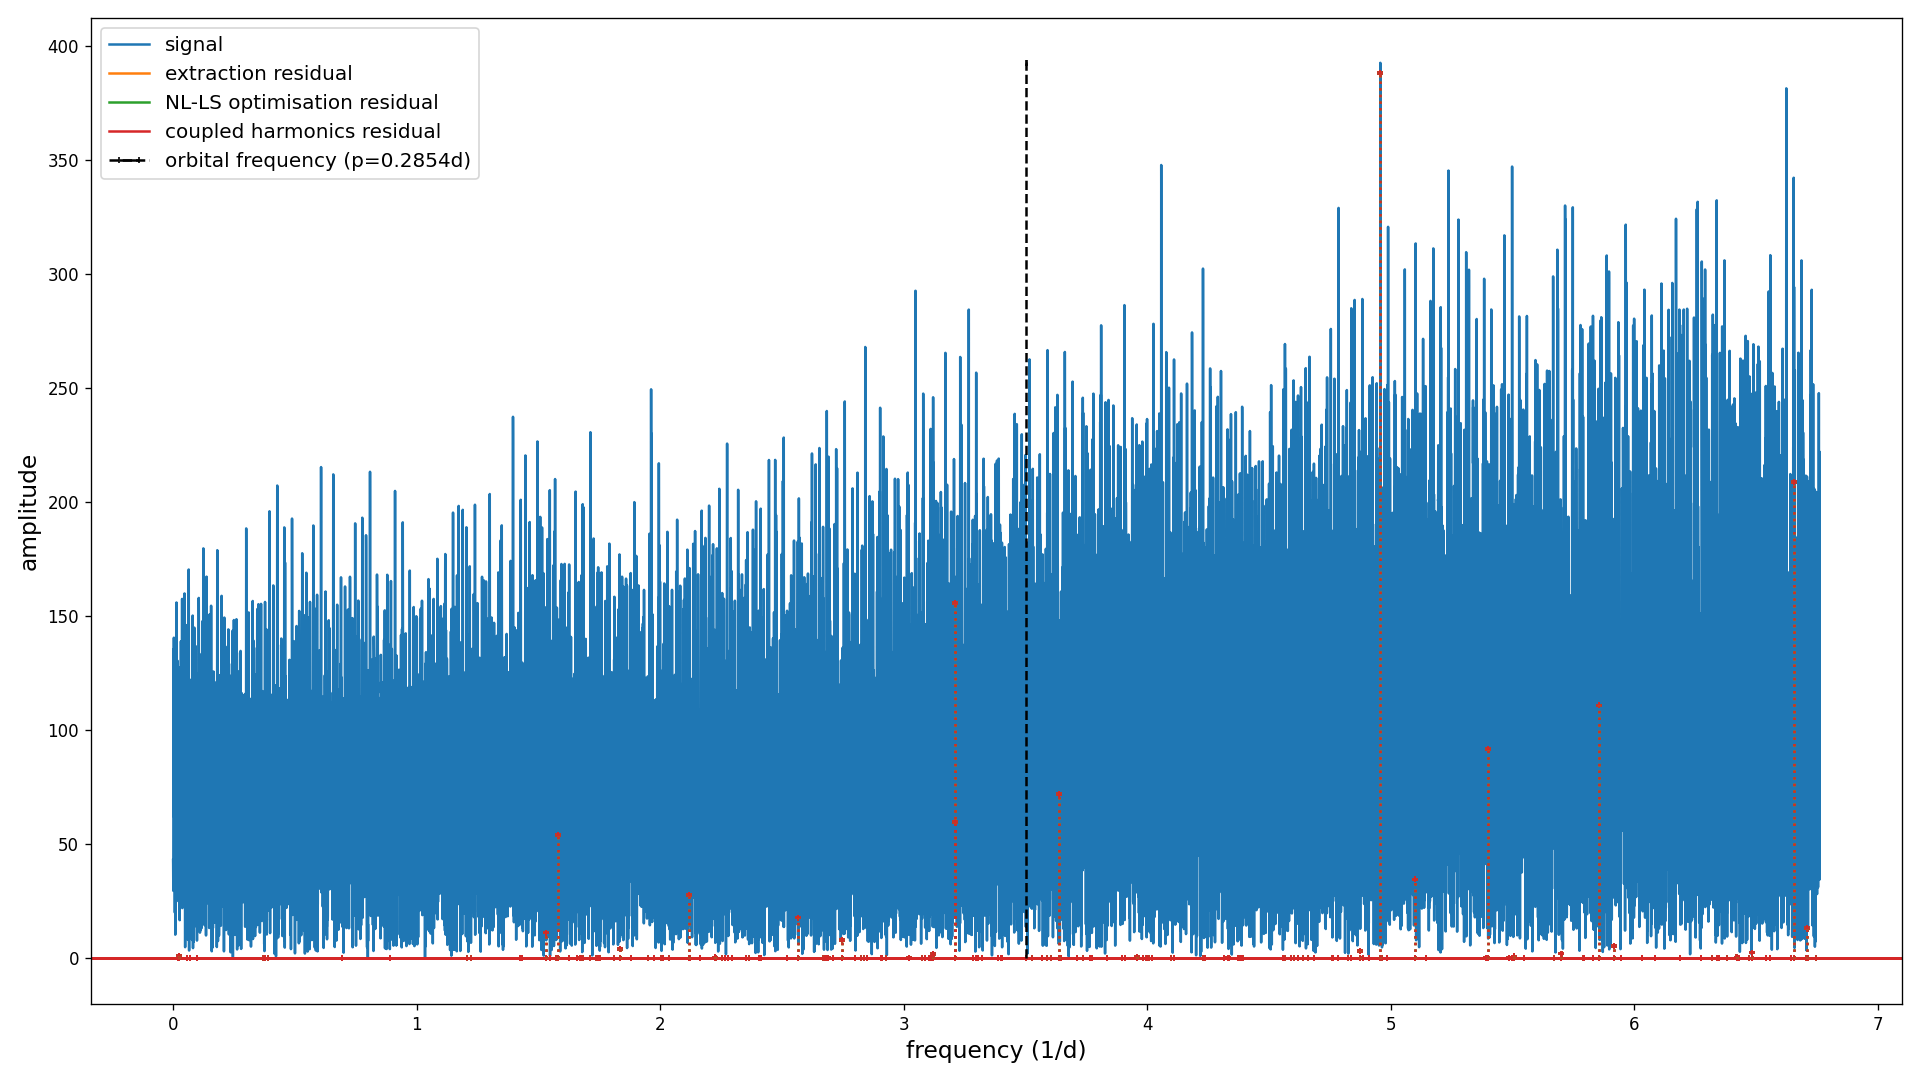 signal
extraction residual
NL-LS optimisation residual
coupled harmonics residual
orbital frequency (p=0.2854d)
400
350
300
250
200
150
100
50
0
amplitude
0 1 2 3 4 5 6 7
frequency (1/d)